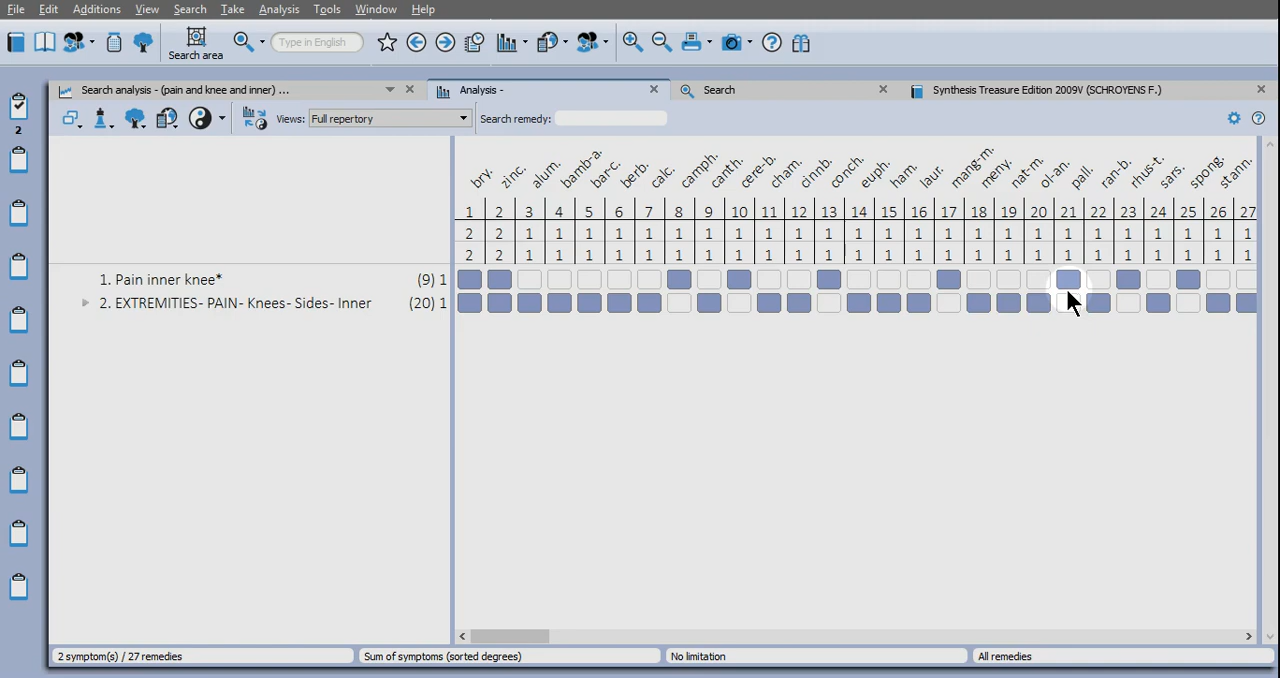 File Edit Additions View Search Take Analysis Tools Window Help
Search area
Type in English
Search analysis - (pain and knee and inner) ...
Analysis -
Search
Synthesis Treasure Edition 2009V (SCHROYENS F.)
Views: Full repertory
Search remedy:
2
bry. zinc. alum. bamb-a. bar-c. berb. calc. camph. canth. cere-b. cham. cinnb. conch. euph. ham. laur. mang-m. meny. nat-m. ol-an. pall. ran-b. rhus-t. sars. spong. stann.
1 2 3 4 5 6 7 8 9 10 11 12 13 14 15 16 17 18 19 20 21 22 23 24 25 26 27
2 2 1 1 1 1 1 1 1 1 1 1 1 1 1 1 1 1 1 1 1 1 1 1 1 1 1
2 2 1 1 1 1 1 1 1 1 1 1 1 1 1 1 1 1 1 1 1 1 1 1 1 1 1
1. Pain inner knee* (9) 1
2. EXTREMITIES- PAIN- Knees- Sides- Inner (20) 1
2 symptom(s) / 27 remedies
Sum of symptoms (sorted degrees)
No limitation
All remedies